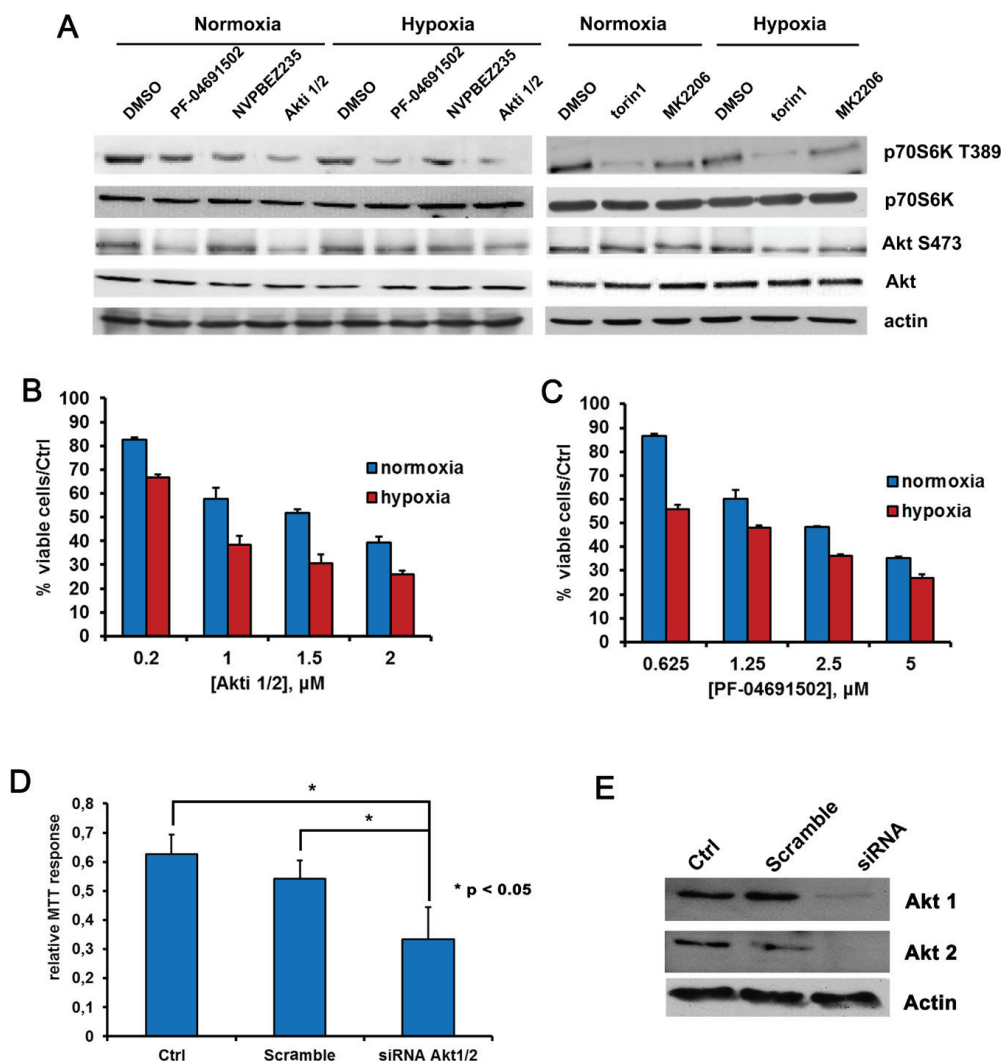 A
Normoxia Hypoxia Normoxia Hypoxia
DMSO PF-04691502 NVPBEZ235 Akti 1/2 DMSO PF-04691502 NVPBEZ235 Akti 1/2 DMSO torin1 MK2206 DMSO torin1 MK2206
p70S6K T389
p70S6K
Akt S473
Akt
actin
B
% viable cells/Ctrl
100
90
80
70
60
50
40
30
20
10
0
normoxia
hypoxia
0.2 1 1.5 2
[Akti 1/2], µM
C
% viable cells/Ctrl
100
90
80
70
60
50
40
30
20
10
0
normoxia
hypoxia
0.625 1.25 2.5 5
[PF-04691502], µM
D
relative MTT response
0,8
0,7
0,6
0,5
0,4
0,3
0,2
0,1
0
*
*
* p < 0.05
Ctrl Scramble siRNA Akt1/2
E
Ctrl Scramble siRNA
Akt 1
Akt 2
Actin